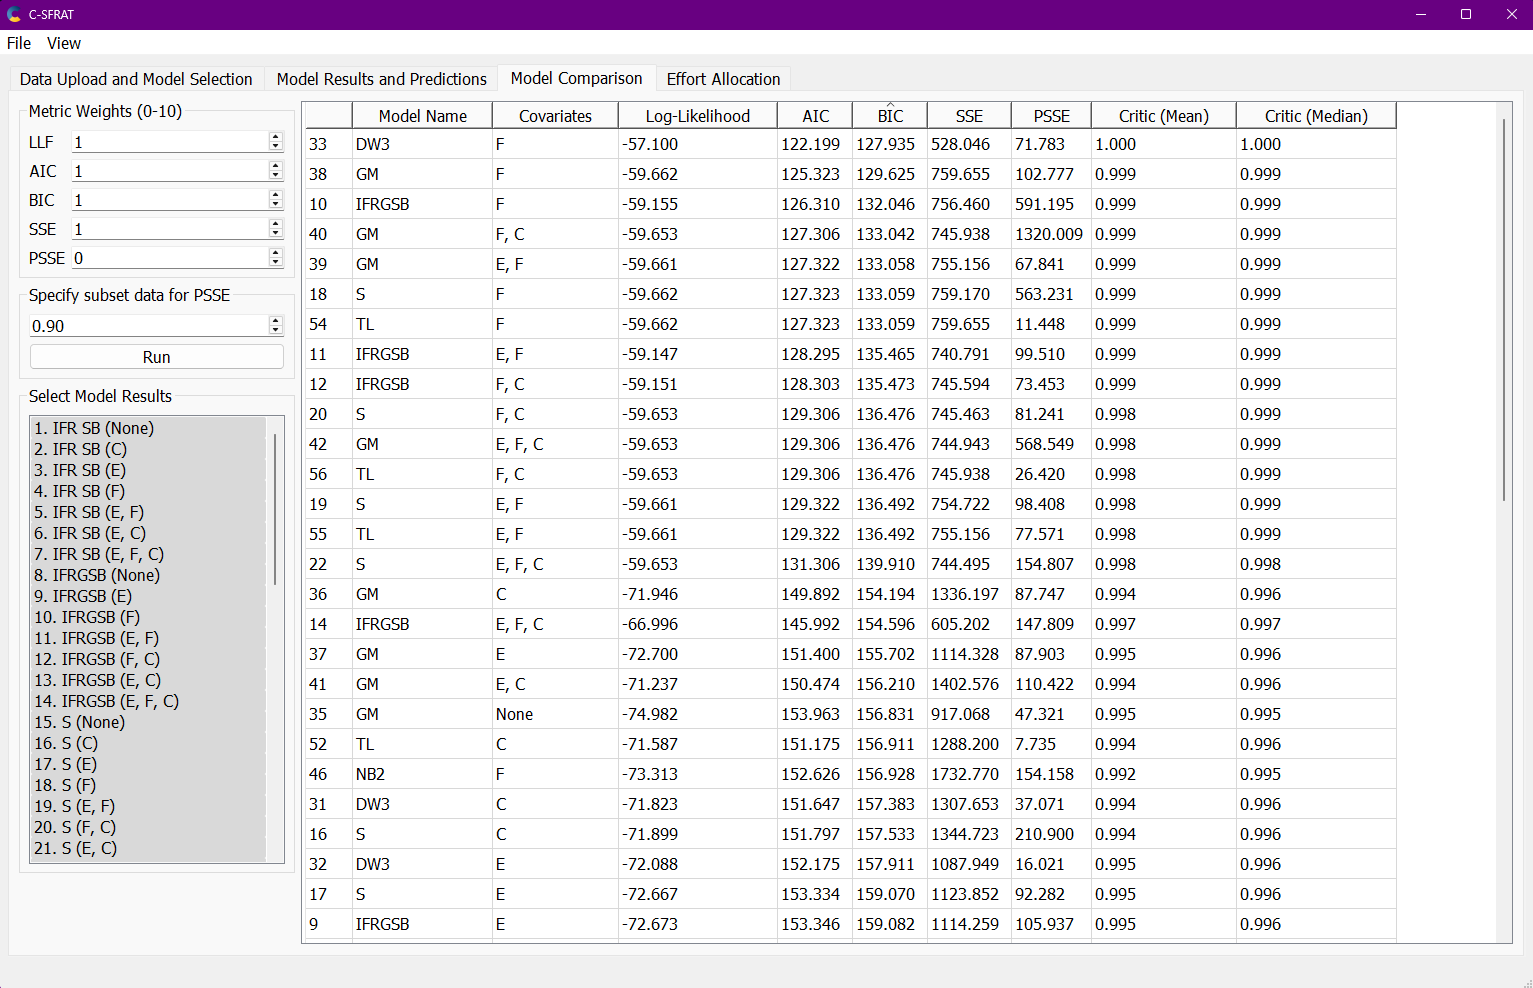 C-SFRAT
File View
Data Upload and Model Selection Model Results and Predictions Model Comparison Effort Allocation
Metric Weights (0-10)
LLF 1
AIC 1
BIC 1
SSE 1
PSSE 0
Specify subset data for PSSE
0.90
Run
Select Model Results
1. IFR SB (None)
2. IFR SB (C)
3. IFR SB (E)
4. IFR SB (F)
5. IFR SB (E, F)
6. IFR SB (E, C)
7. IFR SB (E, F, C)
8. IFRGSB (None)
9. IFRGSB (E)
10. IFRGSB (F)
11. IFRGSB (E, F)
12. IFRGSB (F, C)
13. IFRGSB (E, C)
14. IFRGSB (E, F, C)
15. S (None)
16. S (C)
17. S (E)
18. S (F)
19. S (E, F)
20. S (F, C)
21. S (E, C)
Model Name Covariates Log-Likelihood AIC BIC SSE PSSE Critic (Mean) Critic (Median)
33 DW3 F -57.100 122.199 127.935 528.046 71.783 1.000 1.000
38 GM F -59.662 125.323 129.625 759.655 102.777 0.999 0.999
10 IFRGSB F -59.155 126.310 132.046 756.460 591.195 0.999 0.999
40 GM F, C -59.653 127.306 133.042 745.938 1320.009 0.999 0.999
39 GM E, F -59.661 127.322 133.058 755.156 67.841 0.999 0.999
18 S F -59.662 127.323 133.059 759.170 563.231 0.999 0.999
54 TL F -59.662 127.323 133.059 759.655 11.448 0.999 0.999
11 IFRGSB E, F -59.147 128.295 135.465 740.791 99.510 0.999 0.999
12 IFRGSB F, C -59.151 128.303 135.473 745.594 73.453 0.999 0.999
20 S F, C -59.653 129.306 136.476 745.463 81.241 0.998 0.999
42 GM E, F, C -59.653 129.306 136.476 744.943 568.549 0.998 0.999
56 TL F, C -59.653 129.306 136.476 745.938 26.420 0.998 0.999
19 S E, F -59.661 129.322 136.492 754.722 98.408 0.998 0.999
55 TL E, F -59.661 129.322 136.492 755.156 77.571 0.998 0.999
22 S E, F, C -59.653 131.306 139.910 744.495 154.807 0.998 0.998
36 GM C -71.946 149.892 154.194 1336.197 87.747 0.994 0.996
14 IFRGSB E, F, C -66.996 145.992 154.596 605.202 147.809 0.997 0.997
37 GM E -72.700 151.400 155.702 1114.328 87.903 0.995 0.996
41 GM E, C -71.237 150.474 156.210 1402.576 110.422 0.994 0.996
35 GM None -74.982 153.963 156.831 917.068 47.321 0.995 0.995
52 TL C -71.587 151.175 156.911 1288.200 7.735 0.994 0.996
46 NB2 F -73.313 152.626 156.928 1732.770 154.158 0.992 0.995
31 DW3 C -71.823 151.647 157.383 1307.653 37.071 0.994 0.996
16 S C -71.899 151.797 157.533 1344.723 210.900 0.994 0.996
32 DW3 E -72.088 152.175 157.911 1087.949 16.021 0.995 0.996
17 S E -72.667 153.334 159.070 1123.852 92.282 0.995 0.996
9 IFRGSB E -72.673 153.346 159.082 1114.259 105.937 0.995 0.996